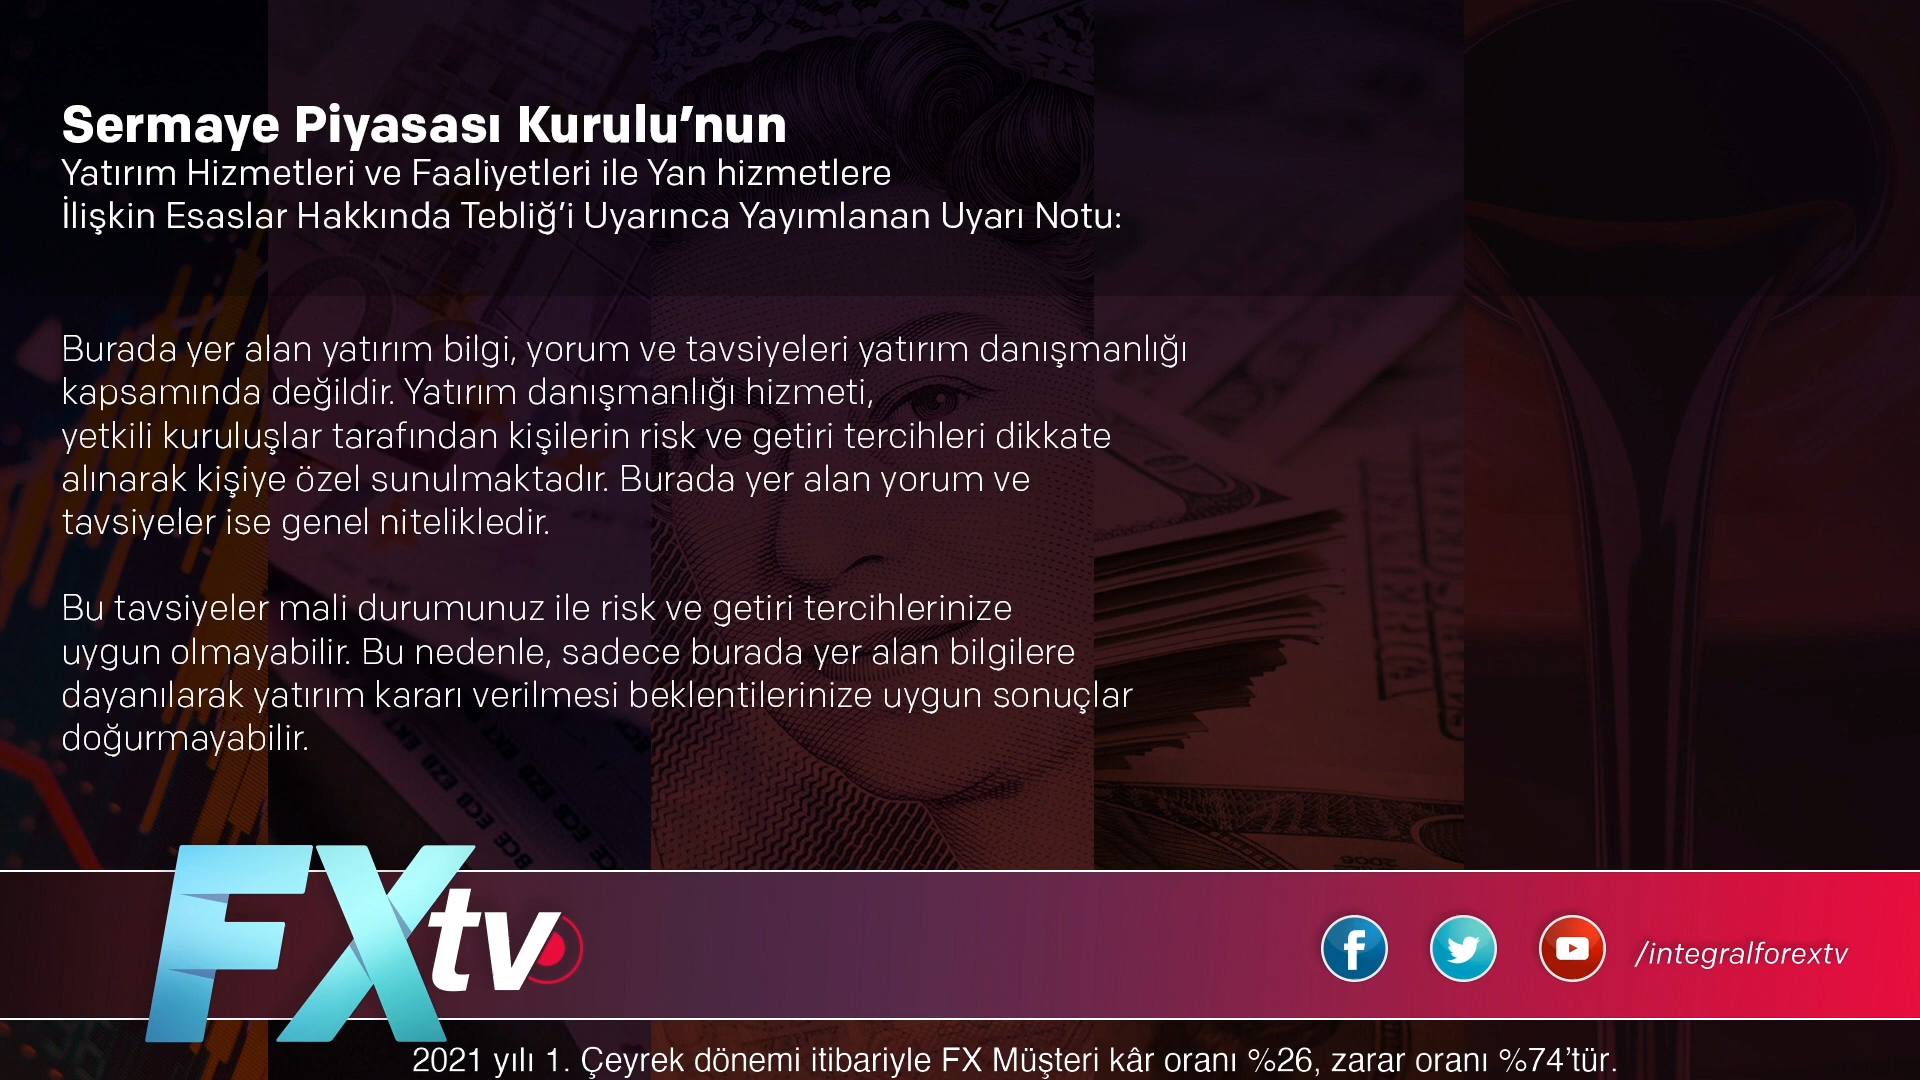 Sermaye Piyasası Kurulu’nun
Yatırım Hizmetleri ve Faaliyetleri ile Yan hizmetlere
İlişkin Esaslar Hakkında Tebliğ’i Uyarınca Yayımlanan Uyarı Notu:
Burada yer alan yatırım bilgi, yorum ve tavsiyeleri yatırım danışmanlığı
kapsamında değildir. Yatırım danışmanlığı hizmeti,
yetkili kuruluşlar tarafından kişilerin risk ve getiri tercihleri dikkate
alınarak kişiye özel sunulmaktadır. Burada yer alan yorum ve
tavsiyeler ise genel nitelikledir.
Bu tavsiyeler mali durumunuz ile risk ve getiri tercihlerinize
uygun olmayabilir. Bu nedenle, sadece burada yer alan bilgilere
dayanılarak yatırım kararı verilmesi beklentilerinize uygun sonuçlar
doğurmayabilir.
BCE ECB EZB EKT
FXtv
/integralforextv
2021 yılı 1. Çeyrek dönemi itibariyle FX Müşteri kâr oranı %26, zarar oranı %74’tür.